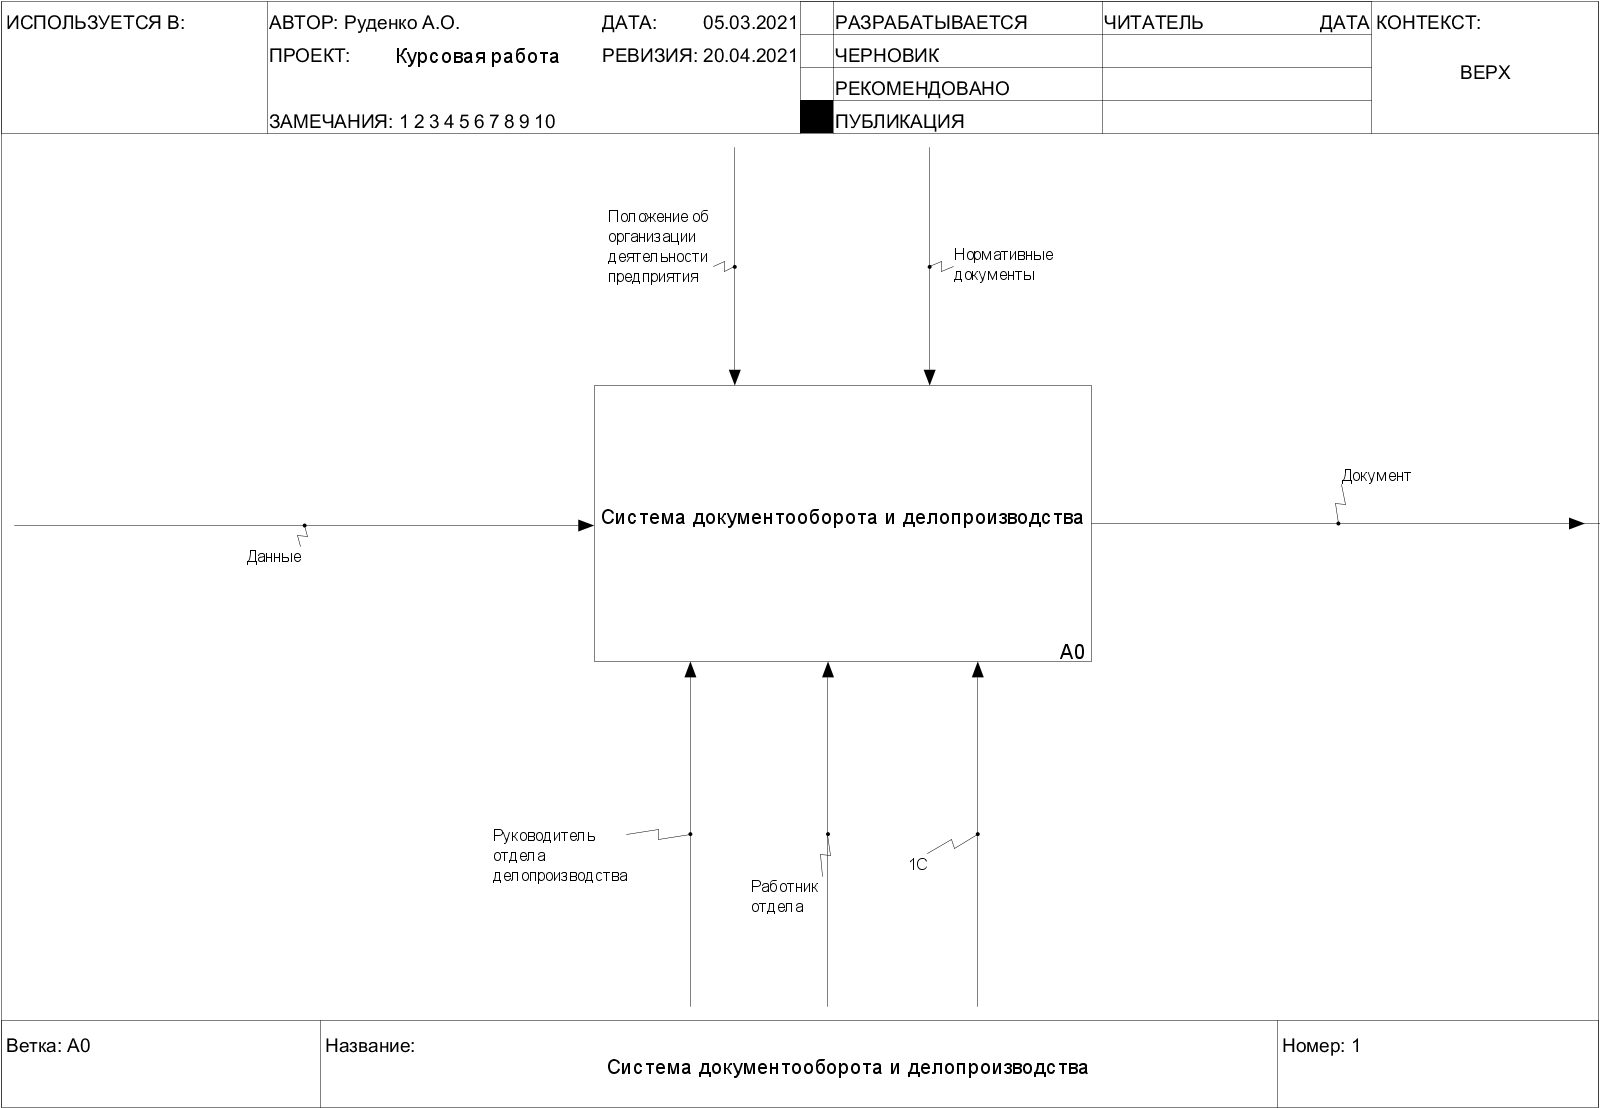 ИСПОЛЬЗУЕТСЯ В:
АВТОР: Руденко А.О.
ДАТА: 05.03.2021
ПРОЕКТ: Курсовая работа
РЕВИЗИЯ: 20.04.2021
ЗАМЕЧАНИЯ: 1 2 3 4 5 6 7 8 9 10
РАЗРАБАТЫВАЕТСЯ
ЧЕРНОВИК
РЕКОМЕНДОВАНО
ПУБЛИКАЦИЯ
ЧИТАТЕЛЬ ДАТА
КОНТЕКСТ:
ВЕРХ
Положение об
организации
деятельности
предприятия
Нормативные
документы
Данные
Система документооборота и делопроизводства
A0
Документ
Руководитель
отдела
делопроизводства
Работник
отдела
1С
Ветка: A0
Название:
Система документооборота и делопроизводства
Номер: 1